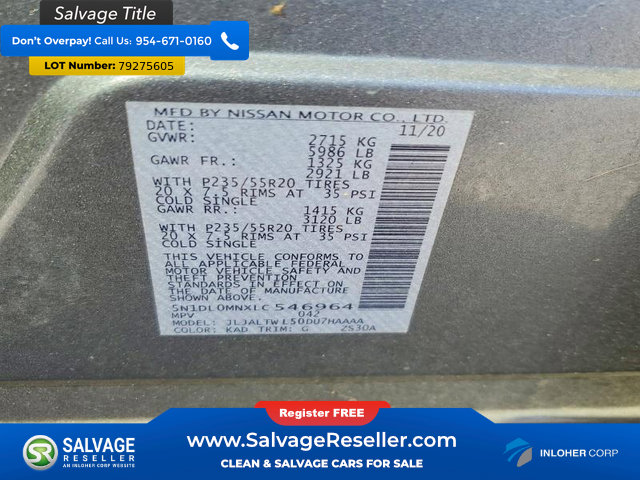 Salvage Title
Don't Overpay! Call Us: 954-671-0160
LOT Number: 79275605
MFD BY NISSAN MOTOR CO., LTD.
DATE: 11/20
GVWR: 2715 KG
5986 LB
GAWR FR.: 1325 KG
2921 LB
WITH P235/55R20 TIRES
20 X 7.5 RIMS AT 35 PSI
COLD SINGLE
GAWR RR.: 1415 KG
3120 LB
WITH P235/55R20 TIRES
20 X 7.5 RIMS AT 35 PSI
COLD SINGLE
THIS VEHICLE CONFORMS TO
ALL APPLICABLE FEDERAL
MOTOR VEHICLE SAFETY AND
THEFT PREVENTION
STANDARDS IN EFFECT ON
THE DATE OF MANUFACTURE
SHOWN ABOVE.
5N1DL0MNXLC546964
MPV 042
MODEL: JLJALTWL50DU7HAAAA
COLOR: KAD TRIM: G ZS30A
Register FREE
SALVAGE
RESELLER
AN INLOHER CORP WEBSITE
www.SalvageReseller.com
CLEAN & SALVAGE CARS FOR SALE
INLOHER CORP